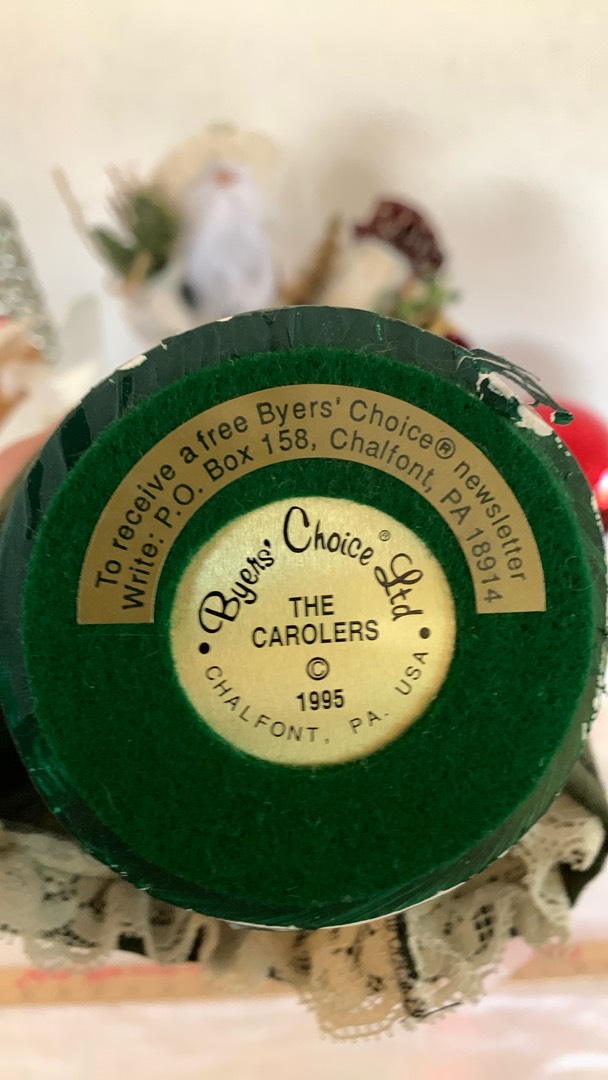 To receive a free Byers' Choice® newsletter
Write: P.O. Box 158, Chalfont, PA 18914
Byers' Choice® Ltd
THE
CAROLERS
©
1995
CHALFONT, PA. USA